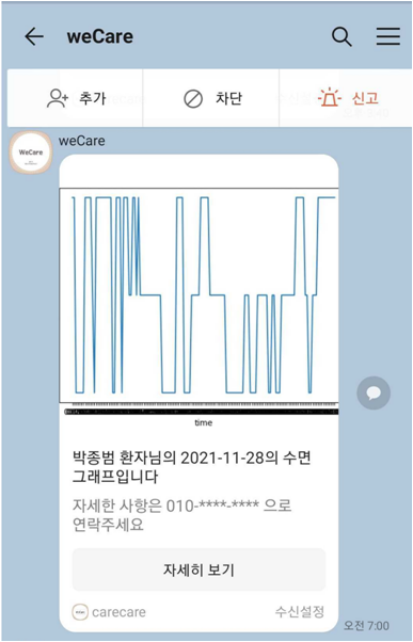 weCare
추가
차단
신고
weCare
WeCare
time
박종범 환자님의 2021-11-28의 수면
그래프입니다
자세한 사항은 010-****-**** 으로
연락주세요
자세히 보기
carecare
수신설정
오전 7:00